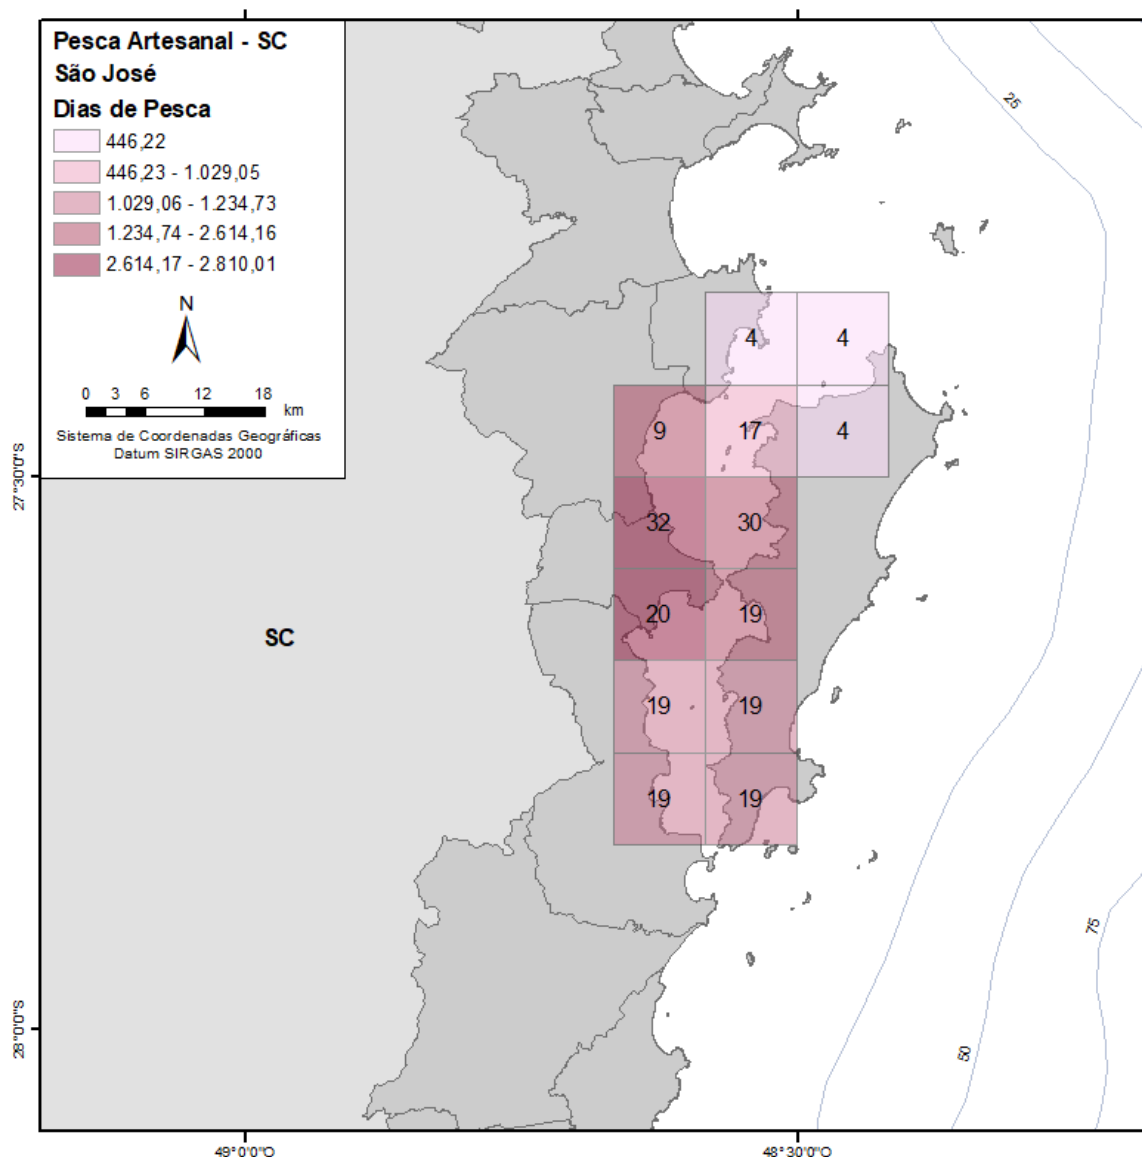 Pesca Artesanal - SC
São José
Dias de Pesca
446,22
446,23 - 1.029,05
1.029,06 - 1.234,73
1.234,74 - 2.614,16
2.614,17 - 2.810,01
N
0 3 6 12 18 km
Sistema de Coordenadas Geográficas
Datum SIRGAS 2000
25
4 4
9 17 4
27°30'0"S
32 30
20 19
SC
19 19
19 19
75
28°0'0"S
50
49°0'0"O 48°30'0"O